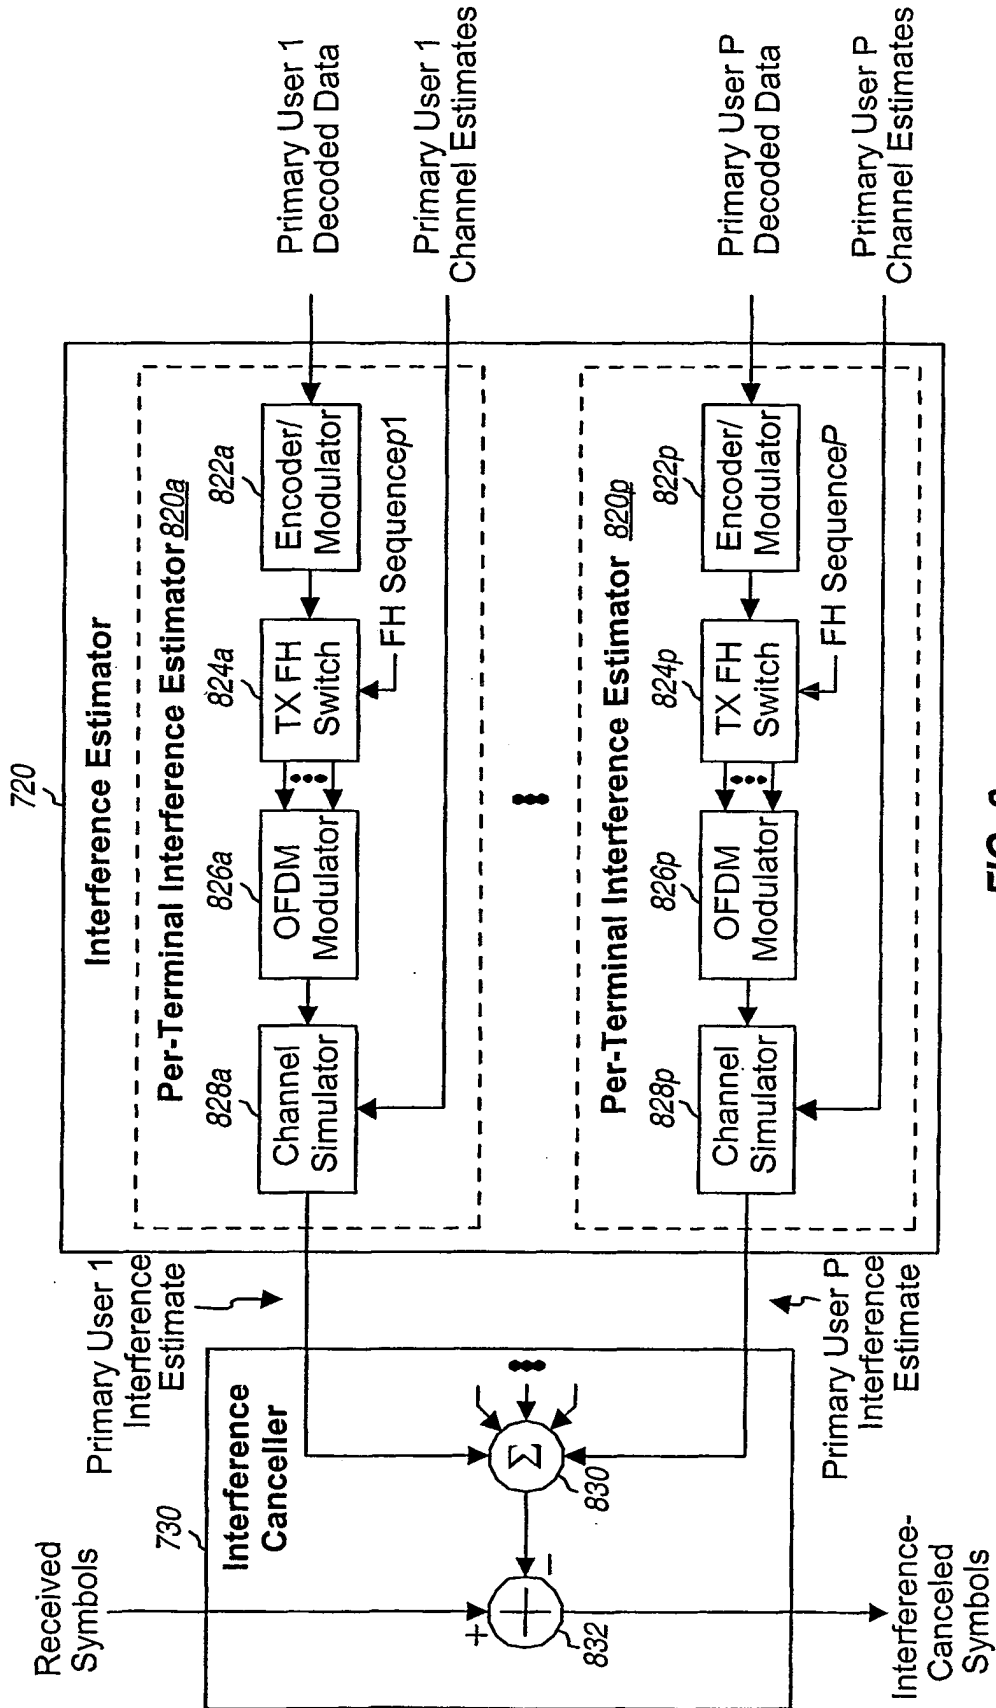 720
Received
Symbols
730
Interference
Canceller
+
−
832
Σ
830
Interference-
Canceled
Symbols
Primary User 1
Interference
Estimate
Primary User P
Interference
Estimate
Interference Estimator
Per-Terminal Interference Estimator 820a
828a
Channel
Simulator
826a
OFDM
Modulator
824a
TX FH
Switch
822a
Encoder/
Modulator
FH Sequencep1
Primary User 1
Decoded Data
Primary User 1
Channel Estimates
Per-Terminal Interference Estimator 820p
828p
Channel
Simulator
826p
OFDM
Modulator
824p
TX FH
Switch
822p
Encoder/
Modulator
FH SequenceP
Primary User P
Decoded Data
Primary User P
Channel Estimates